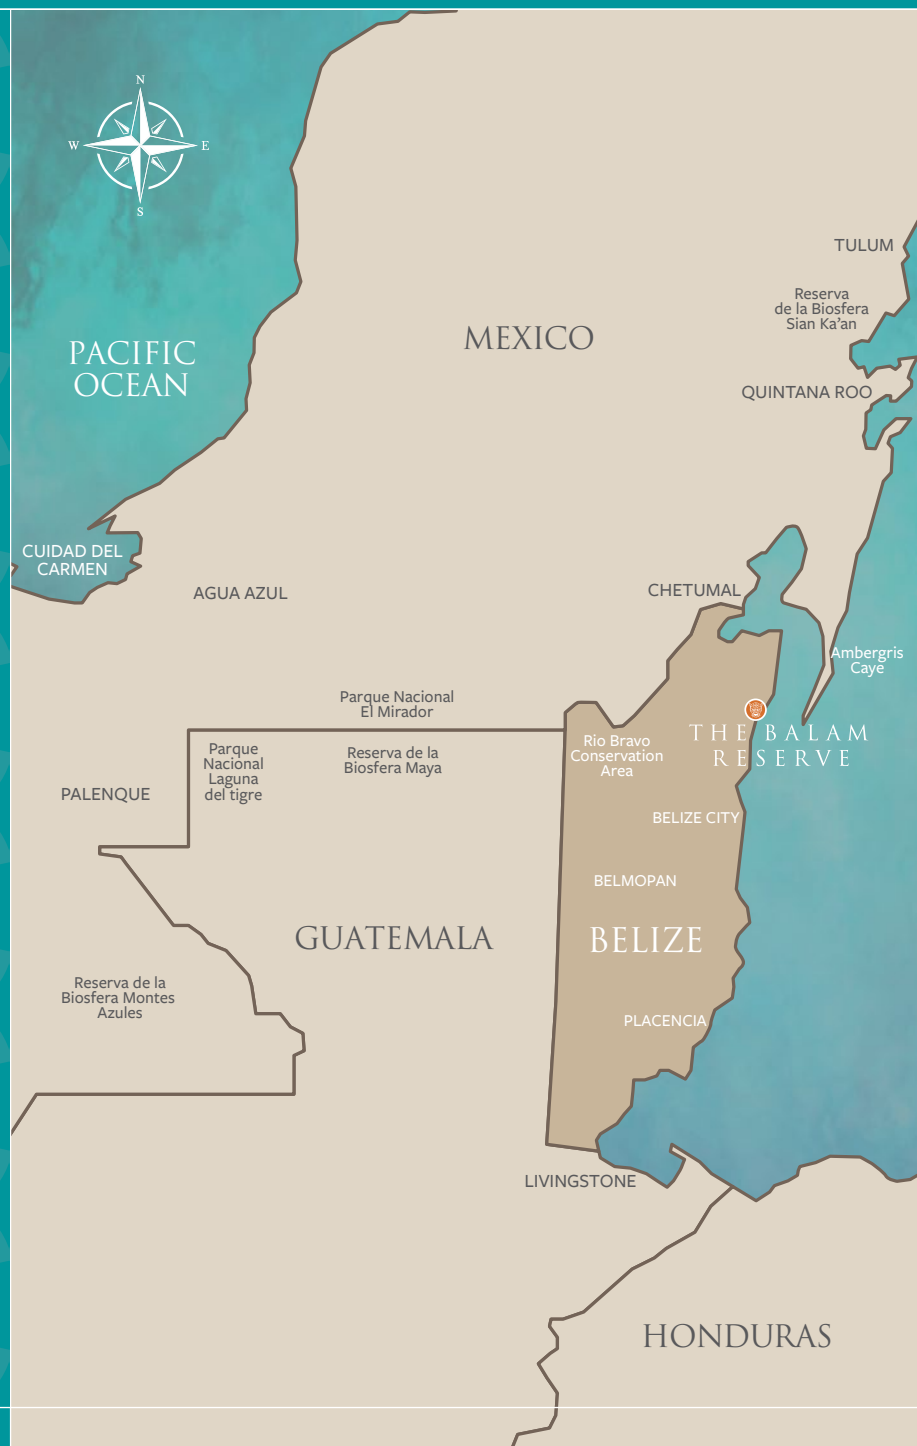 N
W
E
S
TULUM
Reserva
de la Biosfera
Sian Ka’an
PACIFIC
OCEAN
MEXICO
QUINTANA ROO
CUIDAD DEL
CARMEN
AGUA AZUL
CHETUMAL
Ambergris
Caye
Parque Nacional
El Mirador
THE BALAM
RESERVE
Rio Bravo
Conservation
Area
Parque
Nacional
Laguna
del tigre
Reserva de la
Biosfera Maya
PALENQUE
BELIZE CITY
BELMOPAN
GUATEMALA
BELIZE
Reserva de la
Biosfera Montes
Azules
PLACENCIA
LIVINGSTONE
HONDURAS